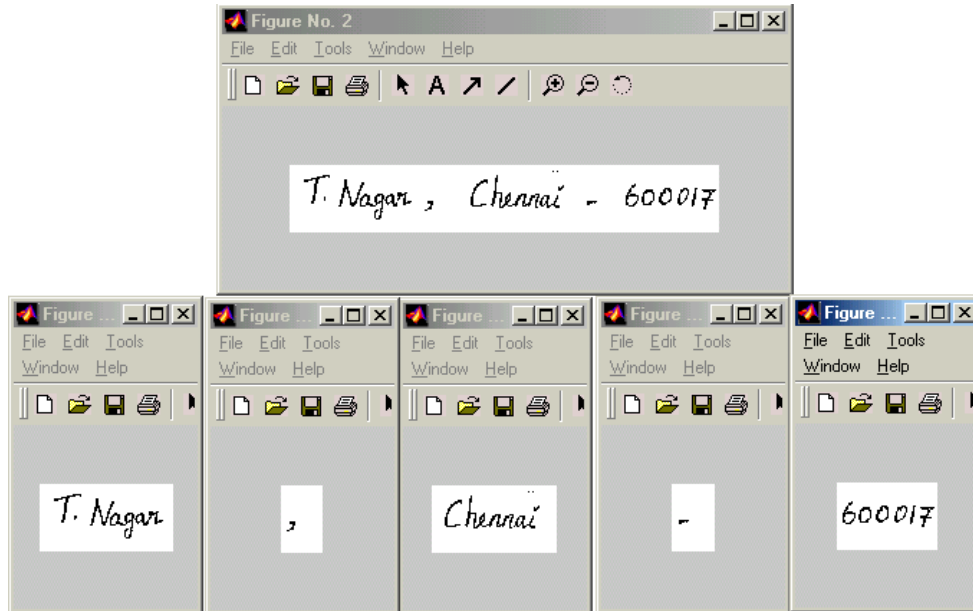 Figure No. 2
File Edit Tools Window Help
A
T. Nagar , Chennai - 600017
Figure ...
File Edit Tools
Window Help
T. Nagar
Figure ...
File Edit Tools
Window Help
,
Figure ...
File Edit Tools
Window Help
Chennai
Figure ...
File Edit Tools
Window Help
-
Figure ...
File Edit Tools
Window Help
600017